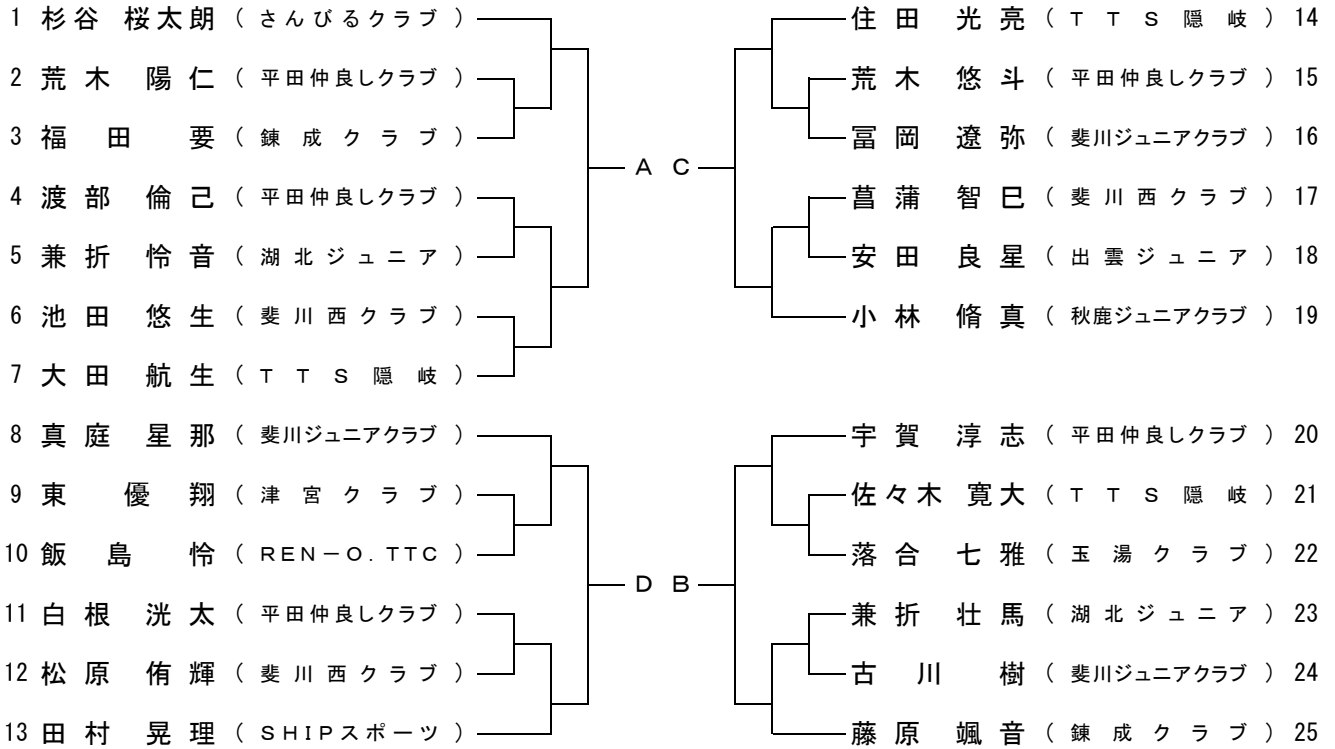 1 杉谷 桜太朗 （ さんびるクラブ ）
2 荒木 陽仁 （ 平田仲良しクラブ ）
3 福田 要 （ 錬成クラブ ）
4 渡部 倫己 （ 平田仲良しクラブ ）
5 兼折 怜音 （ 湖北ジュニア ）
6 池田 悠生 （ 斐川西クラブ ）
7 大田 航生 （ ＴＴＳ隠岐 ）
A
8 真庭 星那 （ 斐川ジュニアクラブ ）
9 東 優翔 （ 津宮クラブ ）
10 飯島 怜 （ REN－O.TTC ）
11 白根 洸太 （ 平田仲良しクラブ ）
12 松原 侑輝 （ 斐川西クラブ ）
13 田村 晃理 （ SHIPスポーツ ）
D
C
住田 光亮 （ ＴＴＳ隠岐 ） 14
荒木 悠斗 （ 平田仲良しクラブ ） 15
冨岡 遼弥 （ 斐川ジュニアクラブ ） 16
菖蒲 智巳 （ 斐川西クラブ ） 17
安田 良星 （ 出雲ジュニア ） 18
小林 脩真 （ 秋鹿ジュニアクラブ ） 19
B
宇賀 淳志 （ 平田仲良しクラブ ） 20
佐々木 寛大 （ ＴＴＳ隠岐 ） 21
落合 七雅 （ 玉湯クラブ ） 22
兼折 壮馬 （ 湖北ジュニア ） 23
古川 樹 （ 斐川ジュニアクラブ ） 24
藤原 颯音 （ 錬成クラブ ） 25